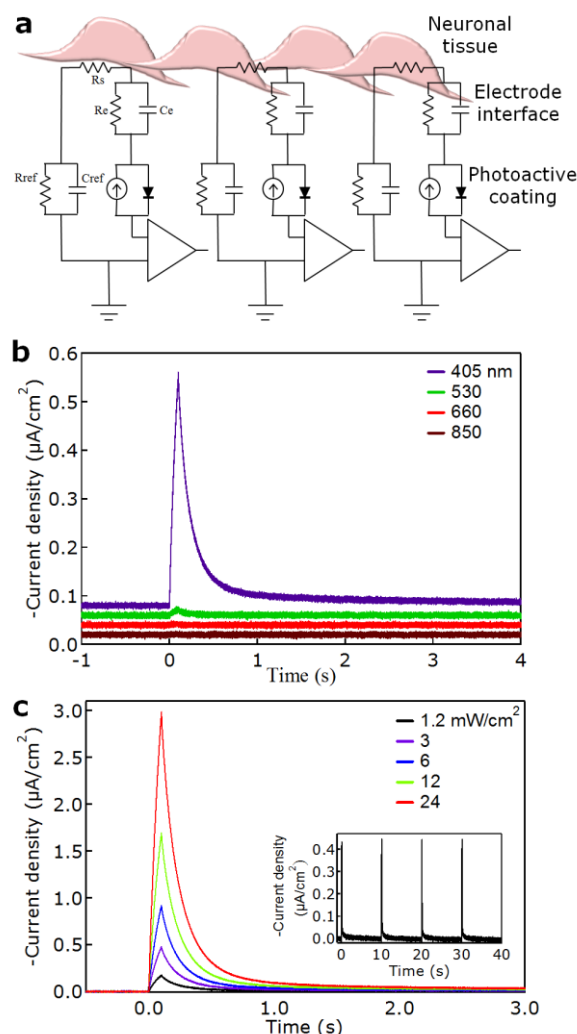 a
Neuronal
tissue
Rs
Electrode
interface
Re
Ce
Rref
Cref
Photoactive
coating
b
0.6
0.5
0.4
0.3
0.2
0.1
0.0
-Current density (µA/cm²)
405 nm
530
660
850
-1
0
1
2
3
4
Time (s)
c
3.0
2.5
2.0
1.5
1.0
0.5
0.0
-Current density (µA/cm²)
1.2 mW/cm²
3
6
12
24
-Current density
(µA/cm²)
0.4
0.3
0.2
0.1
0.0
0
10
20
30
40
Time (s)
0.0
1.0
2.0
3.0
Time (s)